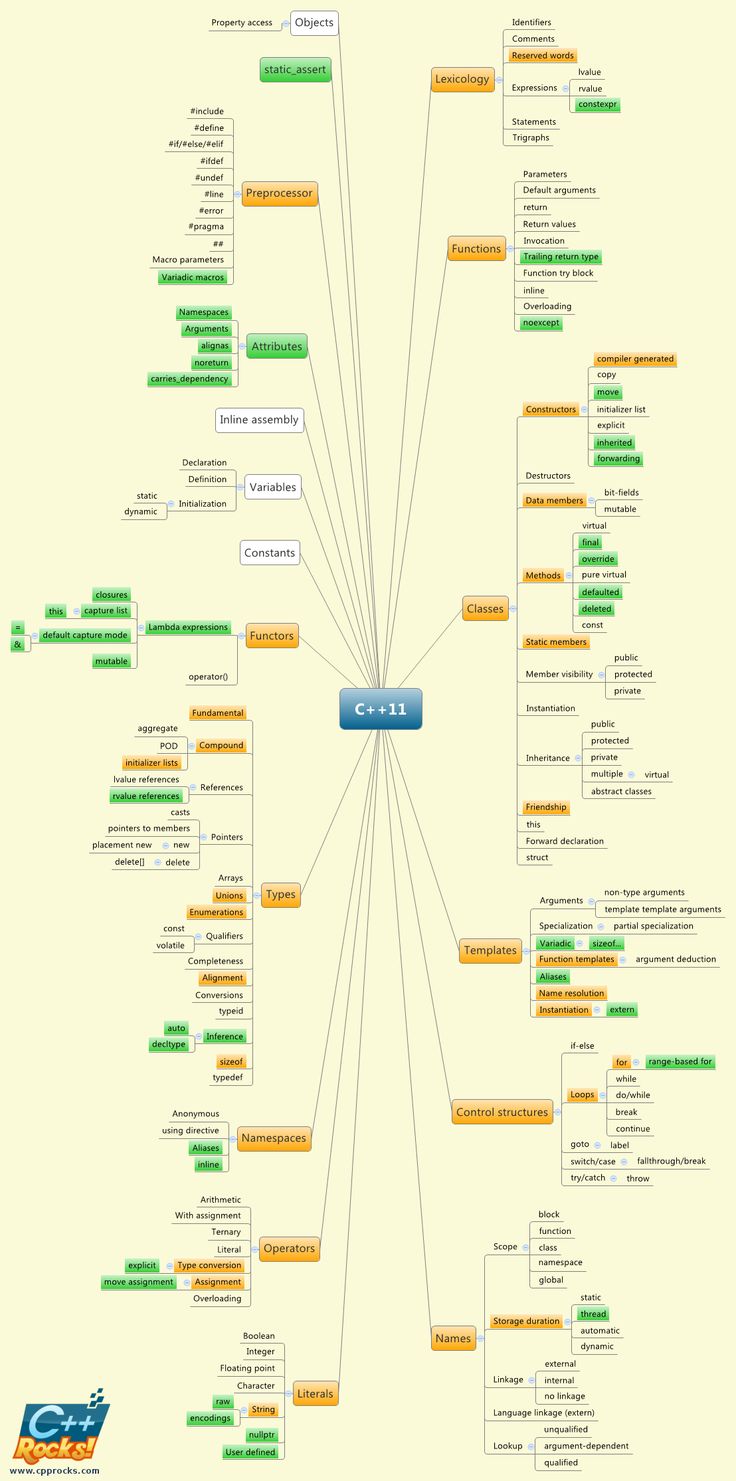 C++11
Objects
Property access
static_assert
Preprocessor
#include
#define
#if/#else/#elif
#ifdef
#undef
#line
#error
#pragma
##
Macro parameters
Variadic macros
Attributes
Namespaces
Arguments
alignas
noreturn
carries_dependency
Inline assembly
Variables
Declaration
Definition
Initialization
static
dynamic
Constants
Functors
Lambda expressions
closures
capture list
this
default capture mode
=
&
mutable
operator()
Types
Fundamental
Compound
aggregate
POD
initializer lists
References
lvalue references
rvalue references
Pointers
casts
pointers to members
new
placement new
delete
delete[]
Arrays
Unions
Enumerations
Qualifiers
const
volatile
Completeness
Alignment
Conversions
typeid
Inference
auto
decltype
sizeof
typedef
Namespaces
Anonymous
using directive
Aliases
inline
Operators
Arithmetic
With assignment
Ternary
Literal
Type conversion
explicit
Assignment
move assignment
Overloading
Literals
Boolean
Integer
Floating point
Character
String
raw
encodings
nullptr
User defined
Lexicology
Identifiers
Comments
Reserved words
Expressions
lvalue
rvalue
constexpr
Statements
Trigraphs
Functions
Parameters
Default arguments
return
Return values
Invocation
Trailing return type
Function try block
inline
Overloading
noexcept
Classes
Constructors
compiler generated
copy
move
initializer list
explicit
inherited
forwarding
Destructors
Data members
bit-fields
mutable
Methods
virtual
final
override
pure virtual
defaulted
deleted
const
Static members
Member visibility
public
protected
private
Instantiation
Inheritance
public
protected
private
multiple
virtual
abstract classes
Friendship
this
Forward declaration
struct
Templates
Arguments
non-type arguments
template template arguments
Specialization
partial specialization
Variadic
sizeof...
Function templates
argument deduction
Aliases
Name resolution
Instantiation
extern
Control structures
if-else
Loops
for
range-based for
while
do/while
break
continue
goto
label
switch/case
fallthrough/break
try/catch
throw
Names
Scope
block
function
class
namespace
global
Storage duration
static
thread
automatic
dynamic
Linkage
external
internal
no linkage
Language linkage (extern)
Lookup
unqualified
argument-dependent
qualified
C++
Rocks!
www.cpprocks.com